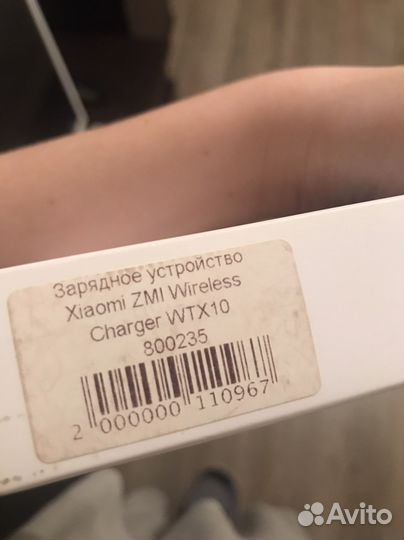 Зарядное устройство
Xiaomi ZMI Wireless
Charger WTX10
800235
2 000000 110967
Avito